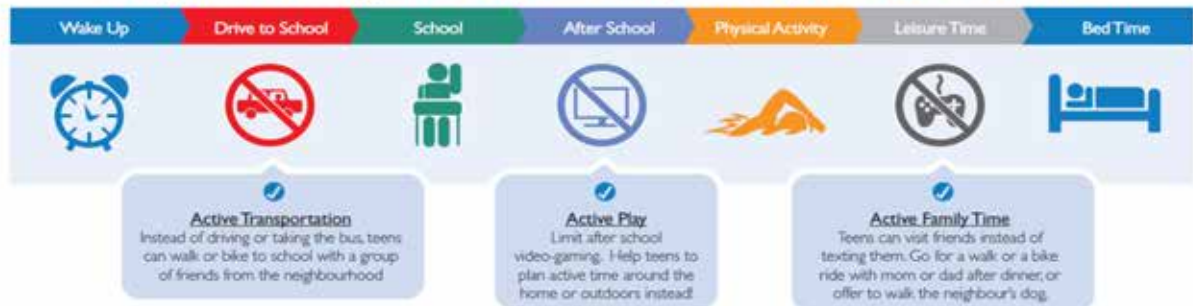 Wake Up
Drive to School
School
After School
Physical Activity
Leisure Time
Bed Time
Active Transportation
Instead of driving or taking the bus, teens
can walk or bike to school with a group
of friends from the neighbourhood
Active Play
Limit after school
video-gaming. Help teens to
plan active time around the
home or outdoors instead!
Active Family Time
Teens can visit friends instead of
texting them. Go for a walk or a bike
ride with mom or dad after dinner, or
offer to walk the neighbour's dog.